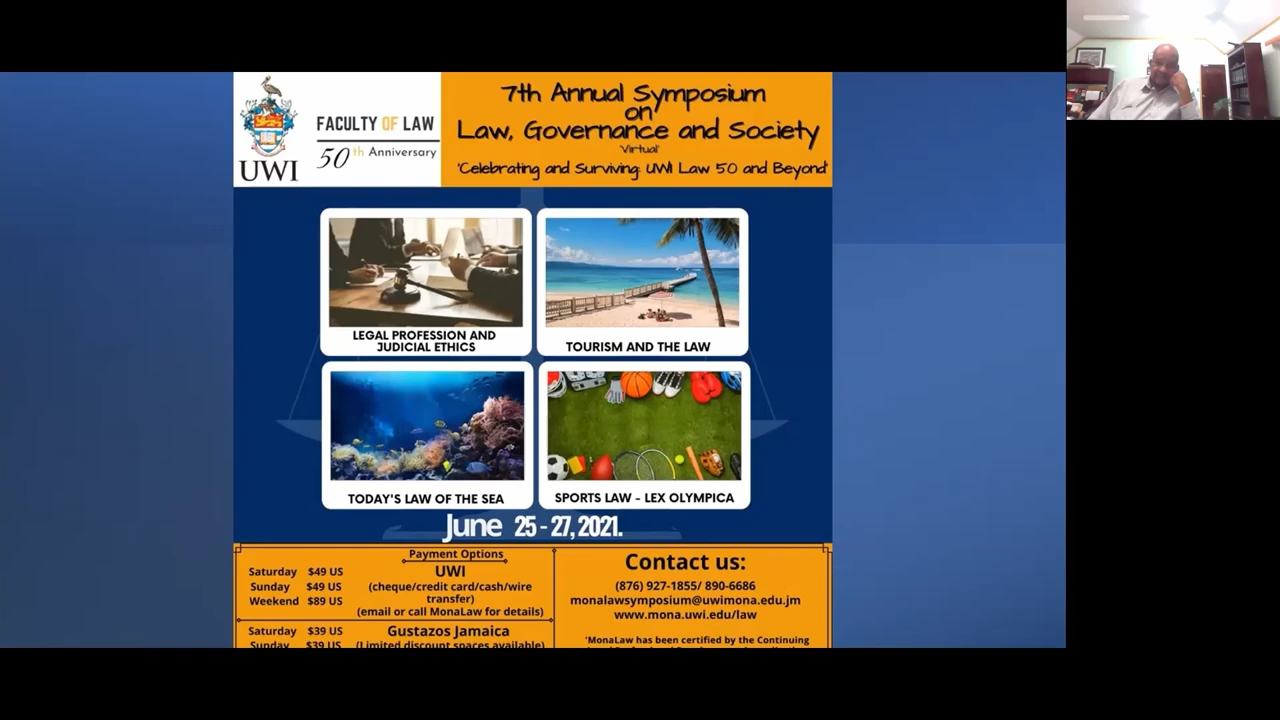 UWI
FACULTY OF LAW
50th Anniversary
7th Annual Symposium
on
Law, Governance and Society
'Virtual'
'Celebrating and Surviving: UWI Law 50 and Beyond'
LEGAL PROFESSION AND
JUDICIAL ETHICS
TOURISM AND THE LAW
TODAY'S LAW OF THE SEA
SPORTS LAW - LEX OLYMPICA
June 25 - 27, 2021.
Payment Options
Saturday $49 US
Sunday $49 US
Weekend $89 US
UWI
(cheque/credit card/cash/wire
transfer)
(email or call MonaLaw for details)
Saturday $39 US
Sunday $39 US
Gustazos Jamaica
(Limited discount spaces available)
Contact us:
(876) 927-1855/ 890-6686
monalawsymposium@uwimona.edu.jm
www.mona.uwi.edu/law
'MonaLaw has been certified by the Continuing